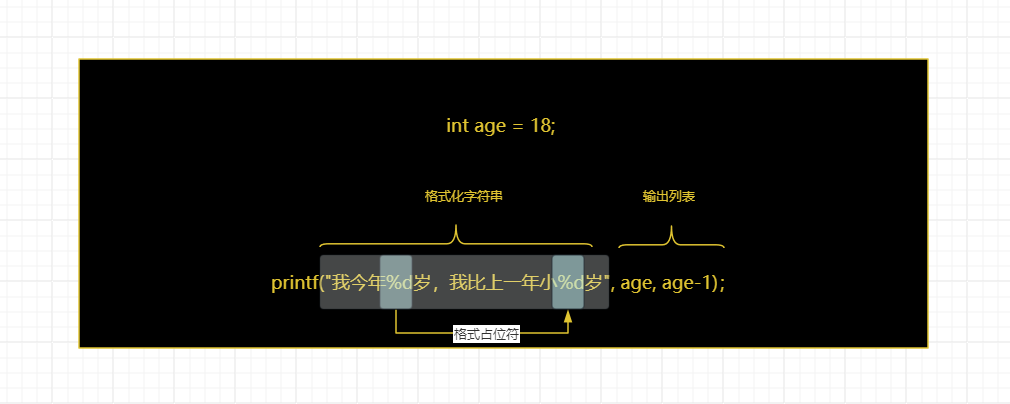 int age = 18;
格式化字符串
输出列表
printf("我今年%d岁，我比上一年小%d岁", age, age-1);
格式占位符